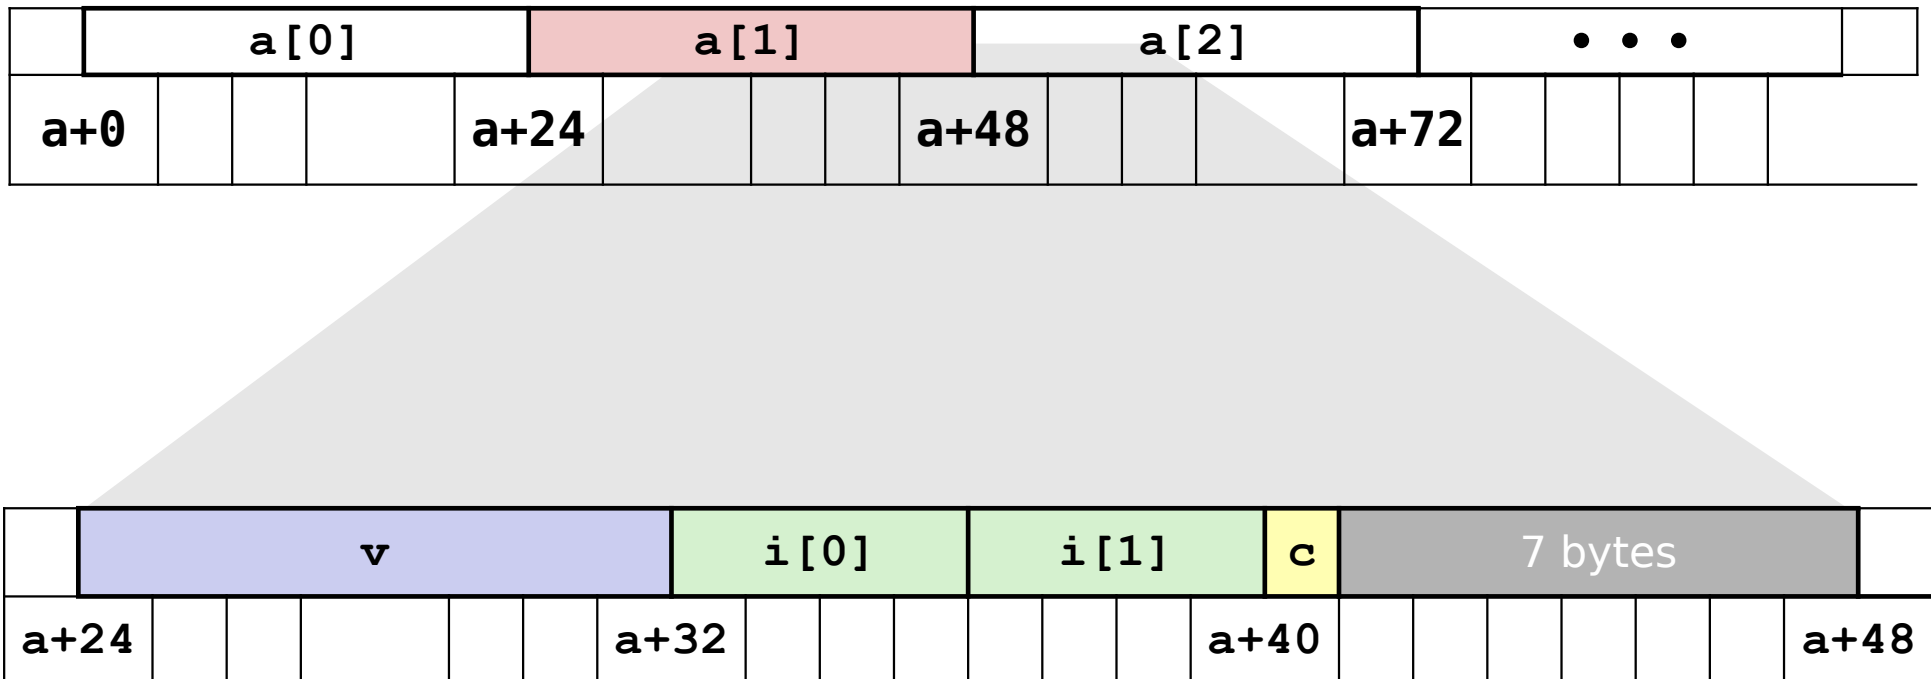 a[0] a[1] a[2] • • •
a+0 a+24 a+48 a+72
v i[0] i[1] c 7 bytes
a+24 a+32 a+40 a+48